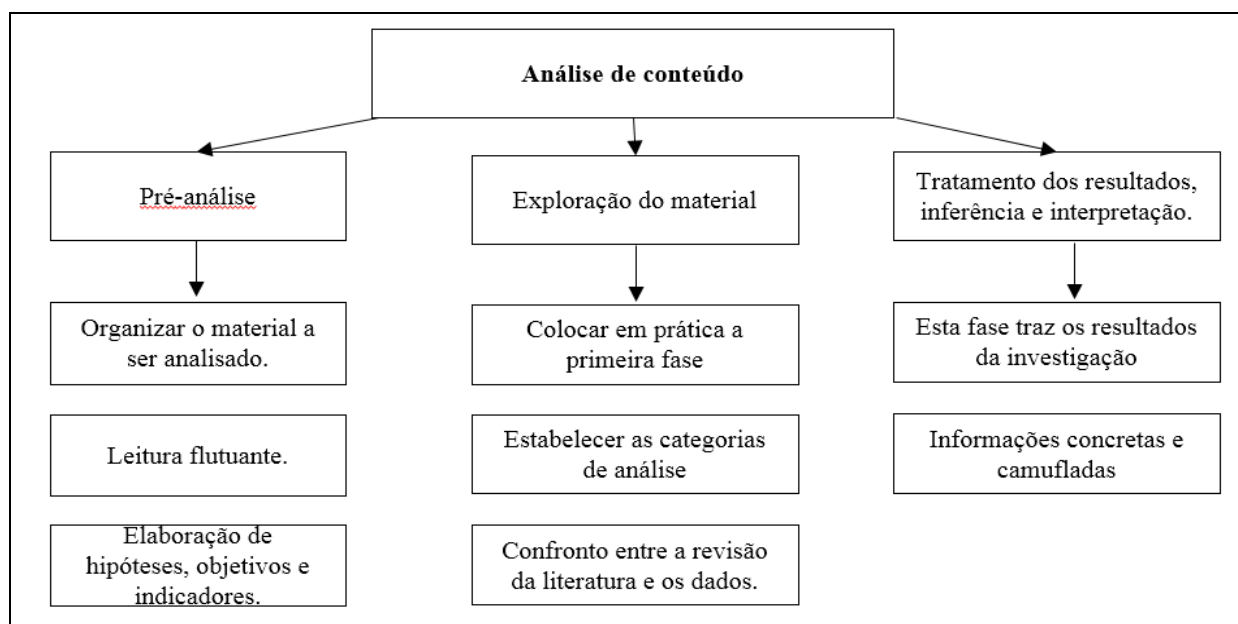 Análise de conteúdo
Pré-análise
Exploração do material
Tratamento dos resultados,
inferência e interpretação.
Organizar o material a
ser analisado.
Colocar em prática a
primeira fase
Esta fase traz os resultados
da investigação
Leitura flutuante.
Estabelecer as categorias
de análise
Informações concretas e
camufladas
Elaboração de
hipóteses, objetivos e
indicadores.
Confronto entre a revisão
da literatura e os dados.